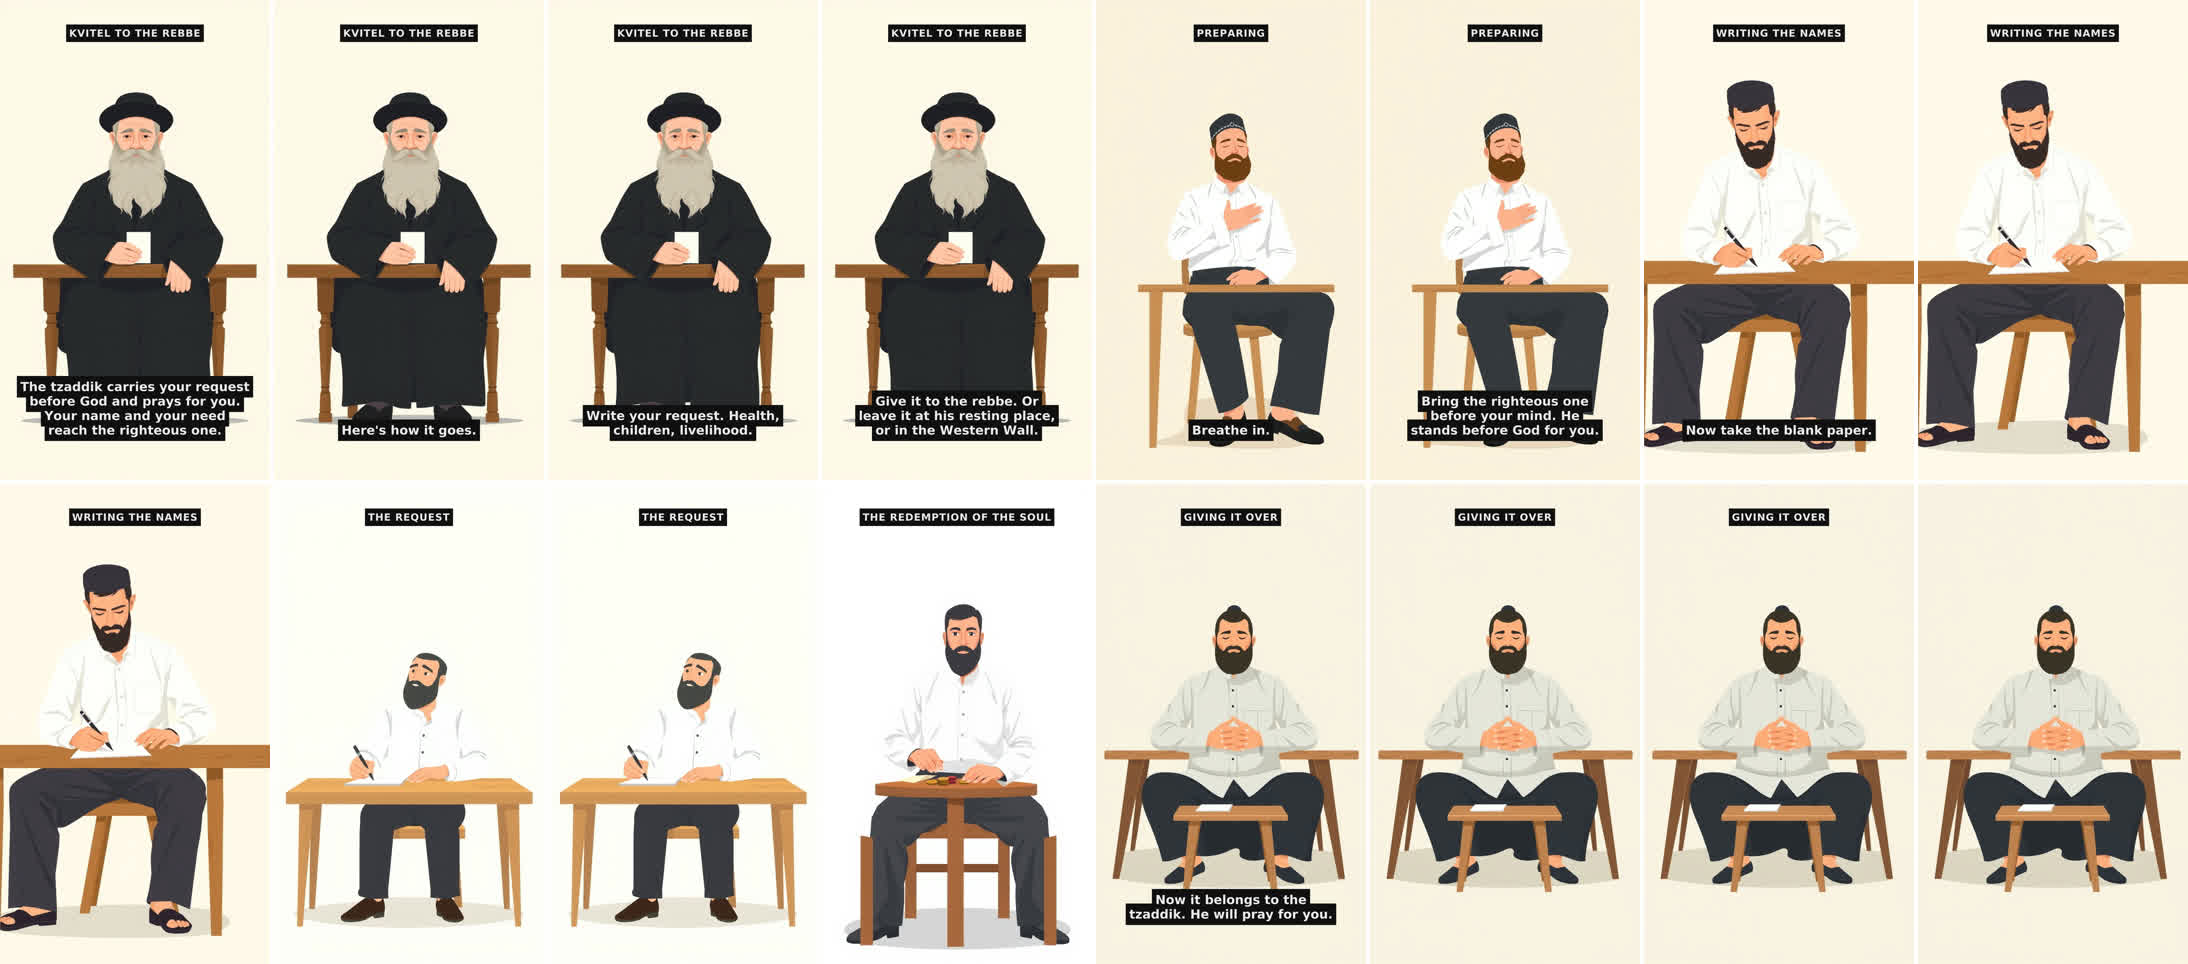 KVITEL TO THE REBBE
The tzaddik carries your request
before God and prays for you.
Your name and your need
reach the righteous one.
KVITEL TO THE REBBE
Here's how it goes.
KVITEL TO THE REBBE
Write your request. Health,
children, livelihood.
KVITEL TO THE REBBE
Give it to the rebbe. Or
leave it at his resting place,
or in the Western Wall.
PREPARING
Breathe in.
PREPARING
Bring the righteous one
before your mind. He
stands before God for you.
WRITING THE NAMES
Now take the blank paper.
WRITING THE NAMES
WRITING THE NAMES
THE REQUEST
THE REQUEST
THE REDEMPTION OF THE SOUL
GIVING IT OVER
Now it belongs to the
tzaddik. He will pray for you.
GIVING IT OVER
GIVING IT OVER